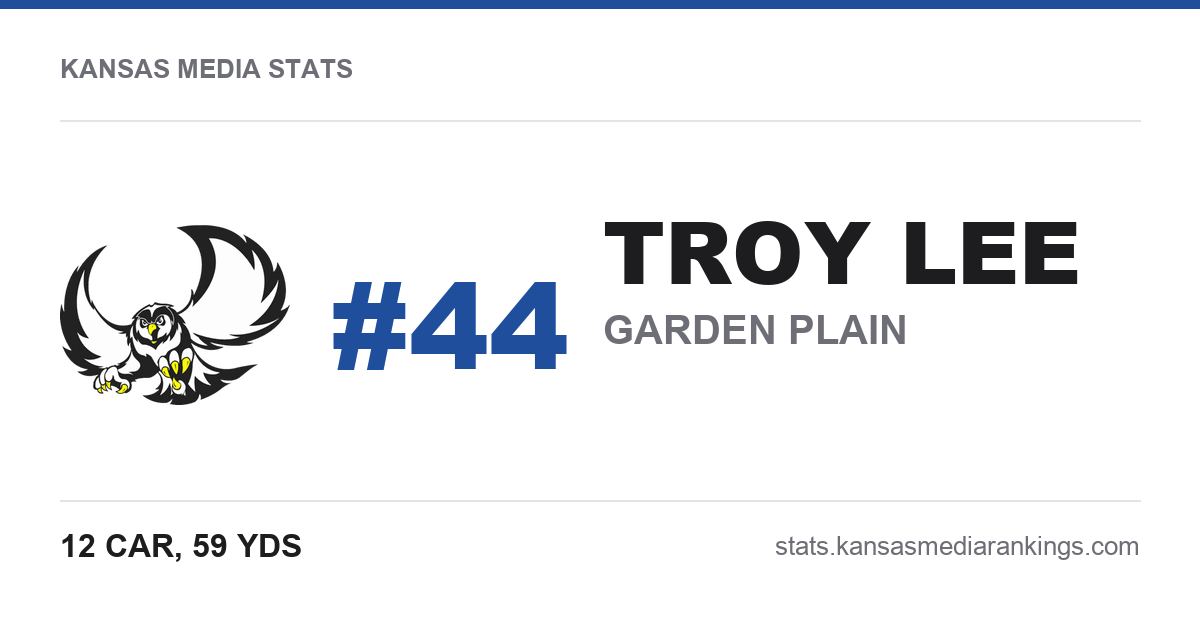 KANSAS MEDIA STATS
#44
TROY LEE
GARDEN PLAIN
12 CAR, 59 YDS
stats.kansasmediarankings.com